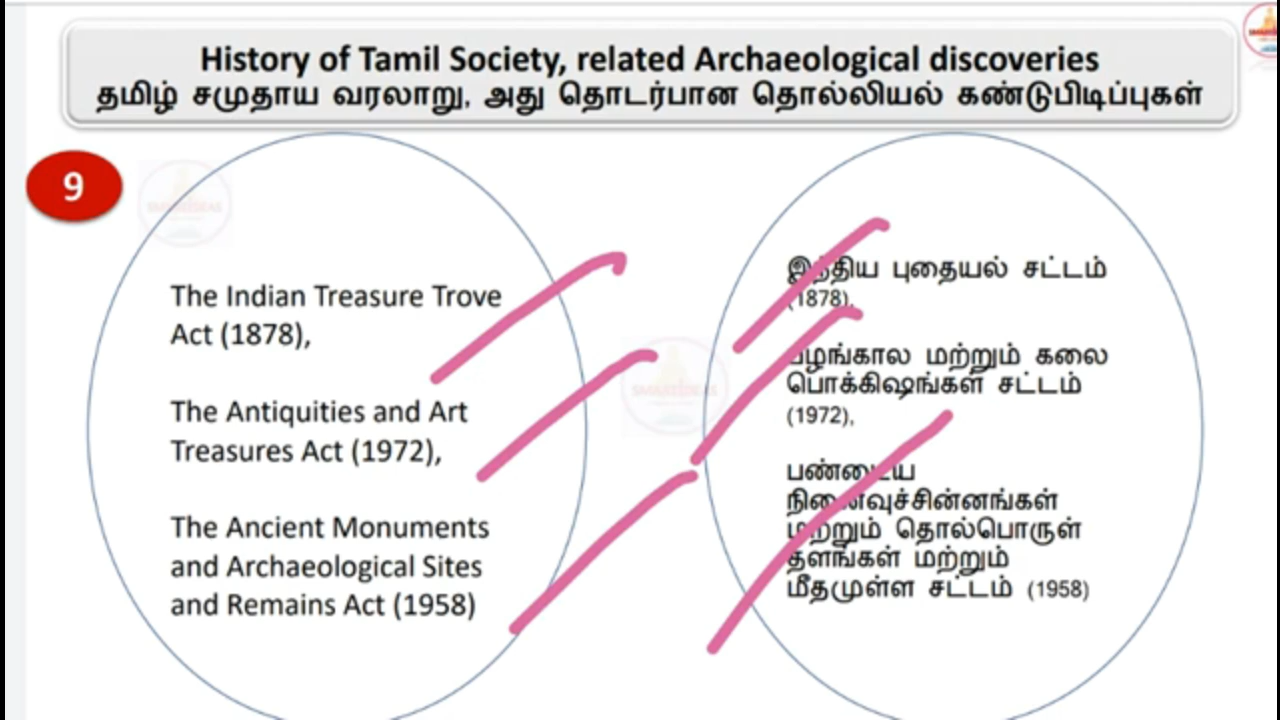 History of Tamil Society, related Archaeological discoveries
தமிழ் சமுதாய வரலாறு, அது தொடர்பான தொல்லியல் கண்டுபிடிப்புகள்
9
The Indian Treasure Trove
Act (1878),
The Antiquities and Art
Treasures Act (1972),
The Ancient Monuments
and Archaeological Sites
and Remains Act (1958)
இந்திய புதையல் சட்டம்
(1878),
பழங்கால மற்றும் கலை
பொக்கிஷங்கள் சட்டம்
(1972),
பண்டைய
நினைவுச்சின்னங்கள்
மற்றும் தொல்பொருள்
தளங்கள் மற்றும்
மீதமுள்ள சட்டம் (1958)